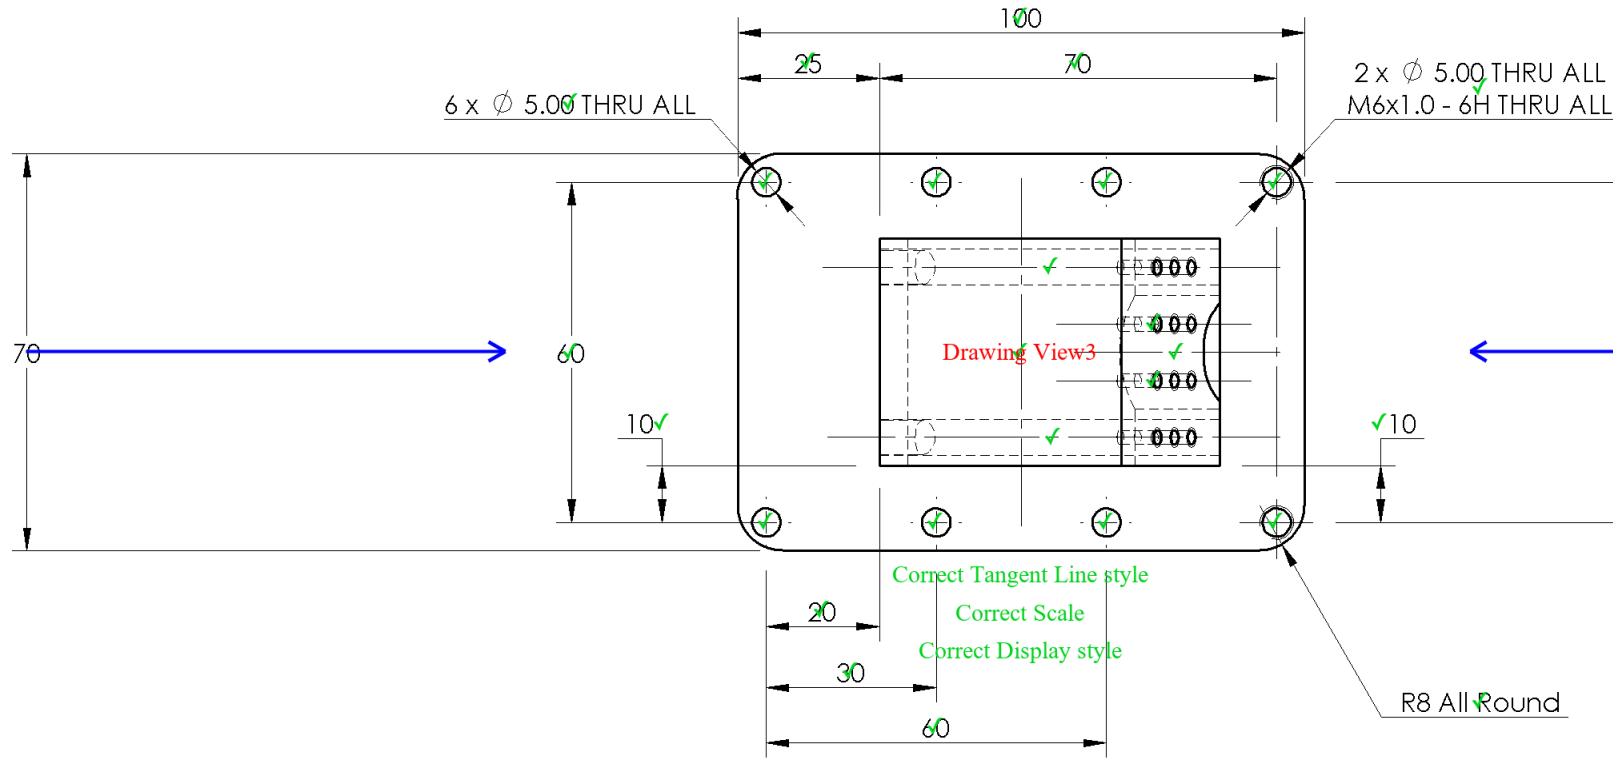 100
25
70
2 x ∅ 5.00 THRU ALL
6 x ∅ 5.00 THRU ALL
M6x1.0 - 6H THRU ALL
70
60
Drawing View3
10
10
Correct Tangent Line style
20
Correct Scale
Correct Display style
30
R8 All Round
60